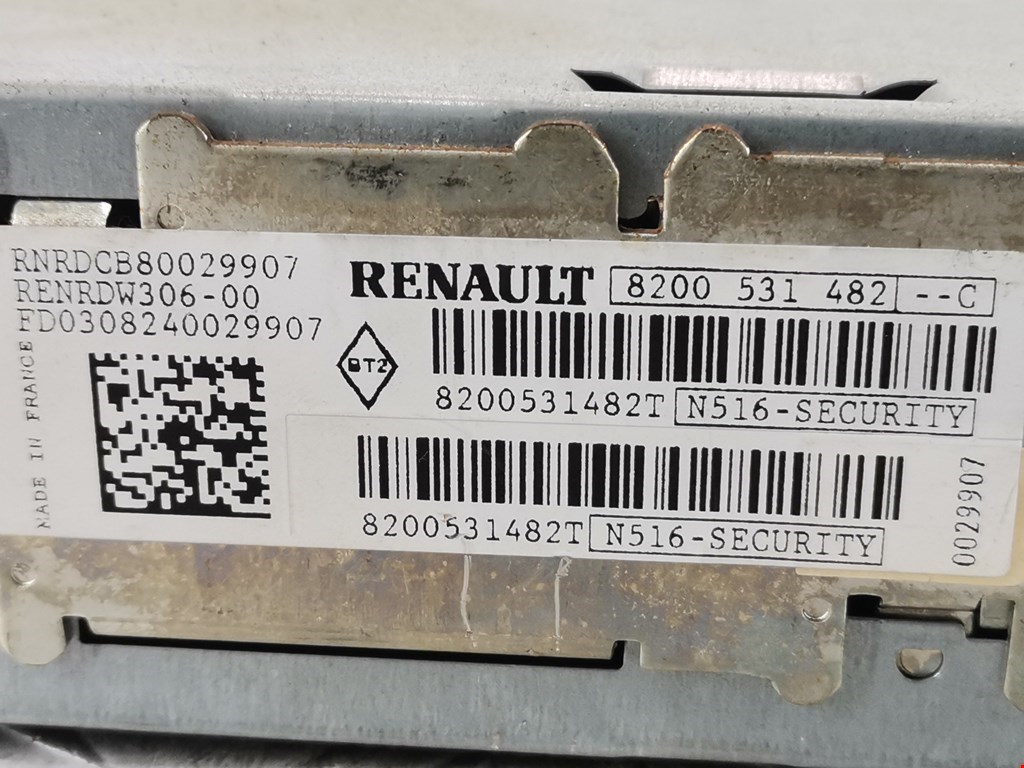 RNRDCB80029907
RENRDW306-00
FD0308240029907
MADE IN FRANCE
RENAULT 8200 531 482 --C
BT2
8200531482T N516-SECURITY
8200531482T N516-SECURITY
0029907